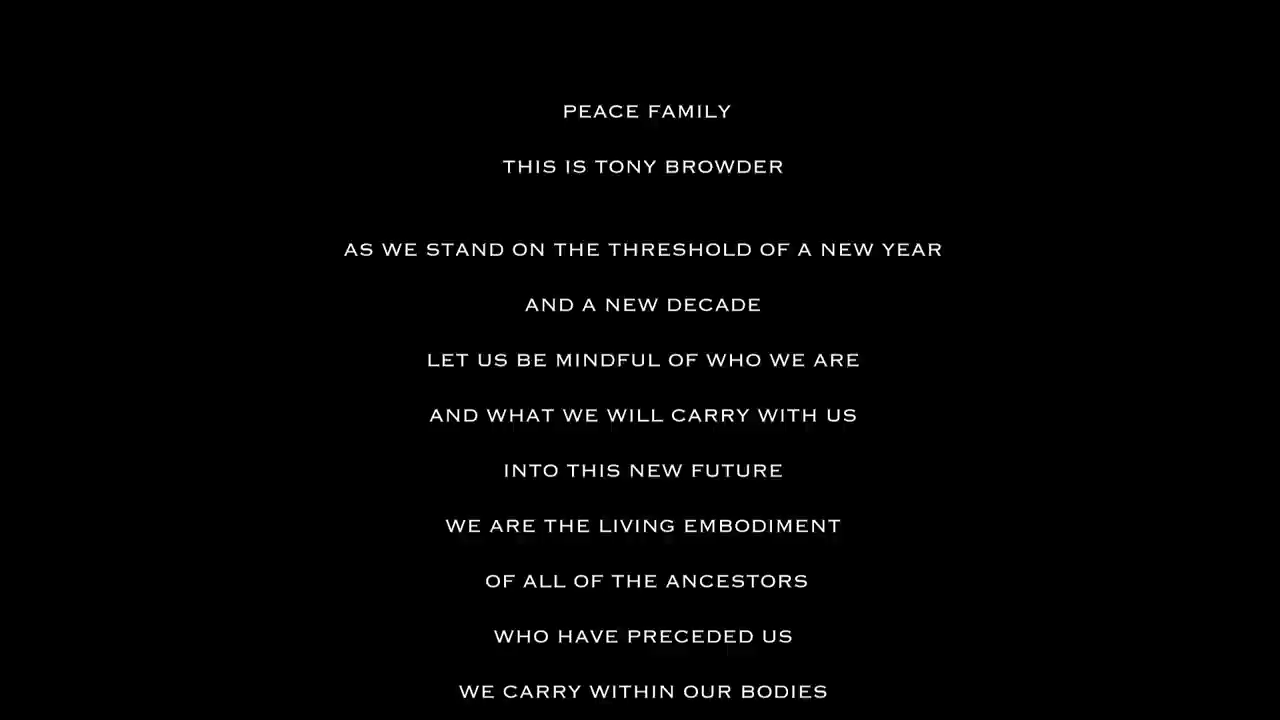 PEACE FAMILY
THIS IS TONY BROWDER
AS WE STAND ON THE THRESHOLD OF A NEW YEAR
AND A NEW DECADE
LET US BE MINDFUL OF WHO WE ARE
AND WHAT WE WILL CARRY WITH US
INTO THIS NEW FUTURE
WE ARE THE LIVING EMBODIMENT
OF ALL OF THE ANCESTORS
WHO HAVE PRECEDED US
WE CARRY WITHIN OUR BODIES